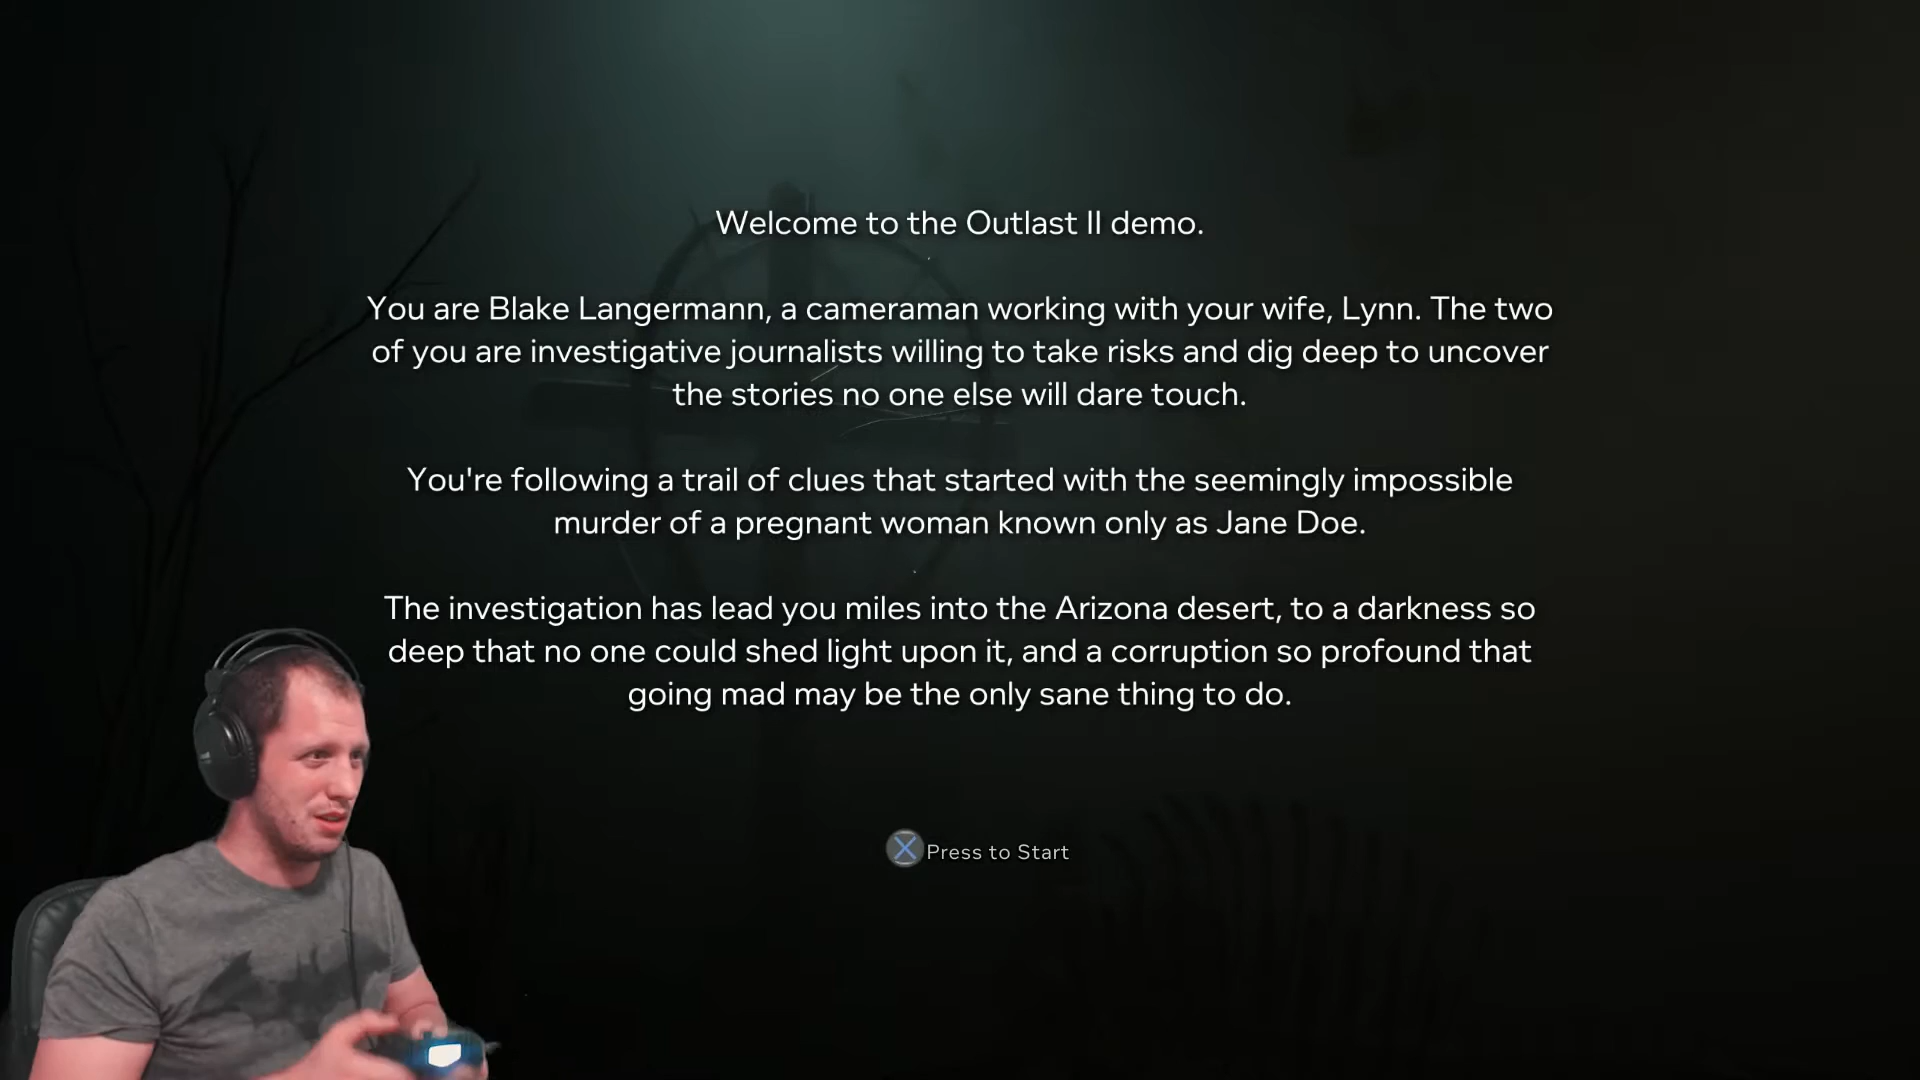 Welcome to the Outlast II demo.
You are Blake Langermann, a cameraman working with your wife, Lynn. The two
of you are investigative journalists willing to take risks and dig deep to uncover
the stories no one else will dare touch.
You're following a trail of clues that started with the seemingly impossible
murder of a pregnant woman known only as Jane Doe.
The investigation has lead you miles into the Arizona desert, to a darkness so
deep that no one could shed light upon it, and a corruption so profound that
going mad may be the only sane thing to do.
Press to Start